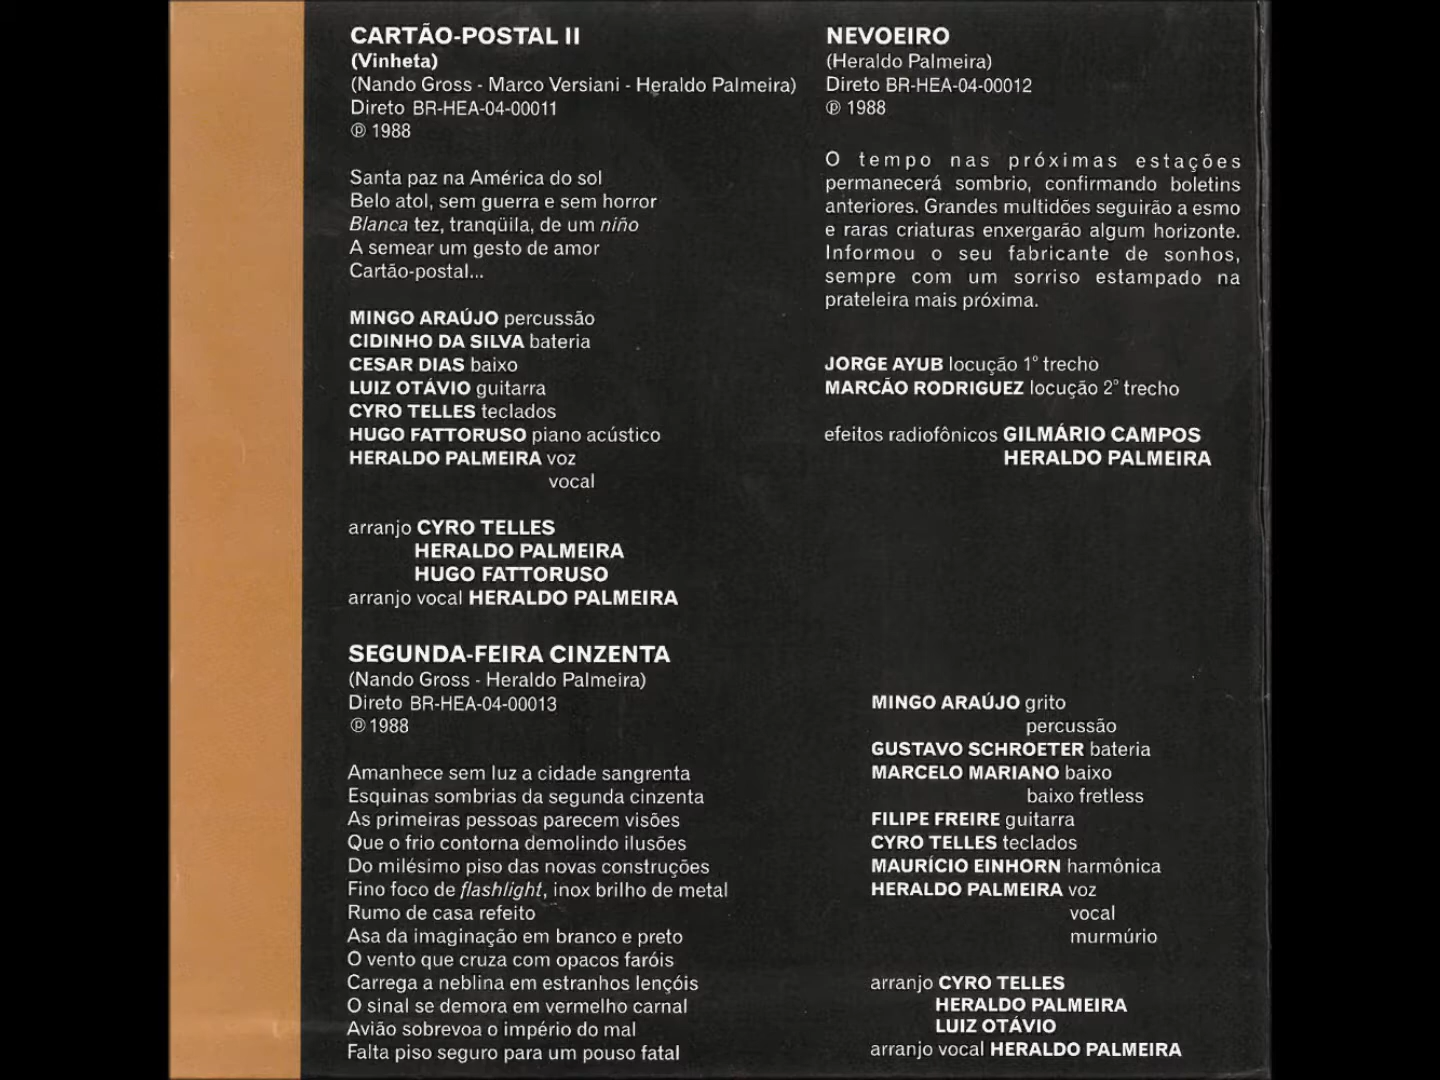 CARTÃO-POSTAL II
(Vinheta)
(Nando Gross - Marco Versiani - Heraldo Palmeira)
Direto BR-HEA-04-00011
℗ 1988
Santa paz na América do sol
Belo atol, sem guerra e sem horror
Blanca tez, tranqüila, de um niño
A semear um gesto de amor
Cartão-postal...
MINGO ARAÚJO percussão
CIDINHO DA SILVA bateria
CESAR DIAS baixo
LUIZ OTÁVIO guitarra
CYRO TELLES teclados
HUGO FATTORUSO piano acústico
HERALDO PALMEIRA voz
vocal
arranjo CYRO TELLES
HERALDO PALMEIRA
HUGO FATTORUSO
arranjo vocal HERALDO PALMEIRA
NEVOEIRO
(Heraldo Palmeira)
Direto BR-HEA-04-00012
℗ 1988
O tempo nas próximas estações
permanecerá sombrio, confirmando boletins
anteriores. Grandes multidões seguirão a esmo
e raras criaturas enxergarão algum horizonte.
Informou o seu fabricante de sonhos,
sempre com um sorriso estampado na
prateleira mais próxima.
JORGE AYUB locução 1º trecho
MARCÃO RODRIGUEZ locução 2º trecho
efeitos radiofônicos GILMÁRIO CAMPOS
HERALDO PALMEIRA
SEGUNDA-FEIRA CINZENTA
(Nando Gross - Heraldo Palmeira)
Direto BR-HEA-04-00013
℗ 1988
Amanhece sem luz a cidade sangrenta
Esquinas sombrias da segunda cinzenta
As primeiras pessoas parecem visões
Que o frio contorna demolindo ilusões
Do milésimo piso das novas construções
Fino foco de flashlight, inox brilho de metal
Rumo de casa refeito
Asa da imaginação em branco e preto
O vento que cruza com opacos faróis
Carrega a neblina em estranhos lençóis
O sinal se demora em vermelho carnal
Avião sobrevoa o império do mal
Falta piso seguro para um pouso fatal
MINGO ARAÚJO grito
percussão
GUSTAVO SCHROETER bateria
MARCELO MARIANO baixo
baixo fretless
FILIPE FREIRE guitarra
CYRO TELLES teclados
MAURÍCIO EINHORN harmônica
HERALDO PALMEIRA voz
vocal
murmúrio
arranjo CYRO TELLES
HERALDO PALMEIRA
LUIZ OTÁVIO
arranjo vocal HERALDO PALMEIRA